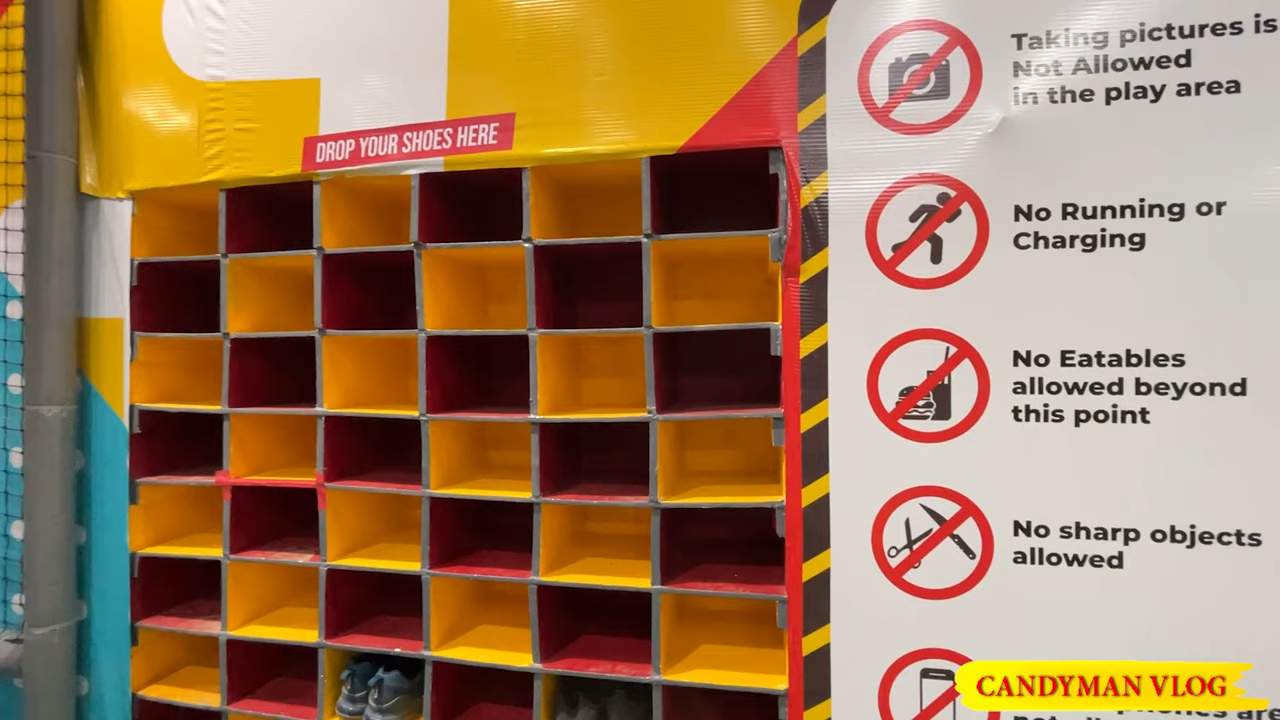 DROP YOUR SHOES HERE
Taking pictures is
Not Allowed
in the play area
No Running or
Charging
No Eatables
allowed beyond
this point
No sharp objects
allowed
CANDYMAN VLOG